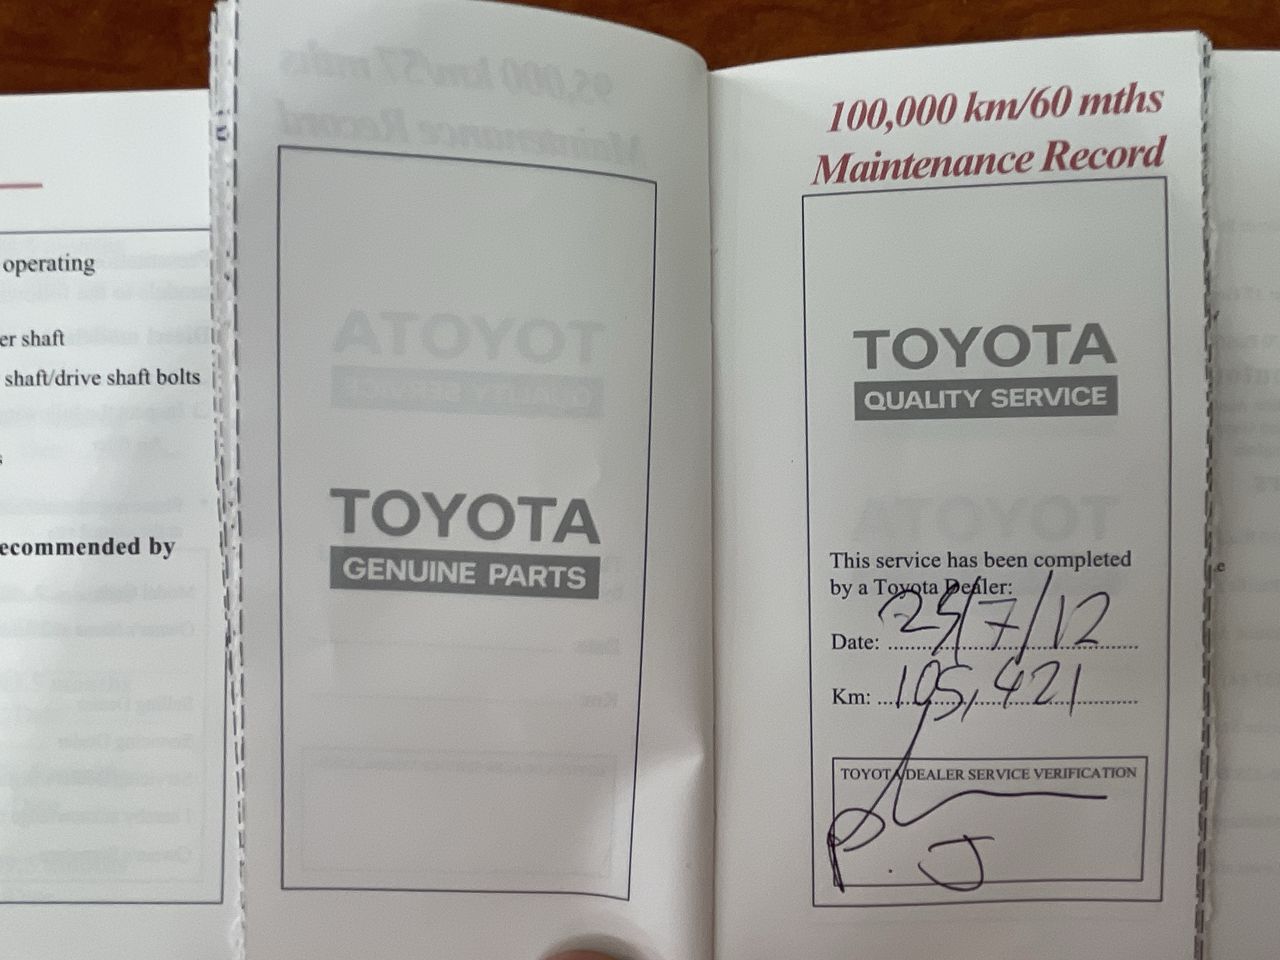 operating
er shaft
shaft/drive shaft bolts
s
ecommended by
TOYOTA
GENUINE PARTS
100,000 km/60 mths
Maintenance Record
TOYOTA
QUALITY SERVICE
This service has been completed
by a Toyota Dealer:
Date: 25/7/12
Km: 105,421
TOYOTA DEALER SERVICE VERIFICATION
P. J